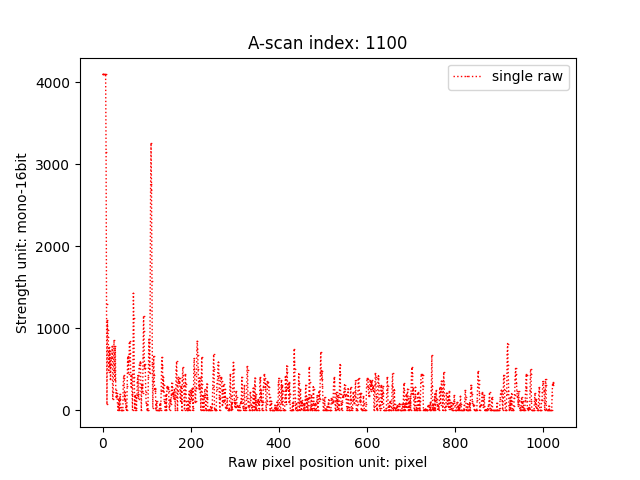 A-scan index: 1100
single raw
Strength unit: mono-16bit
4000
3000
2000
1000
0
0 200 400 600 800 1000
Raw pixel position unit: pixel